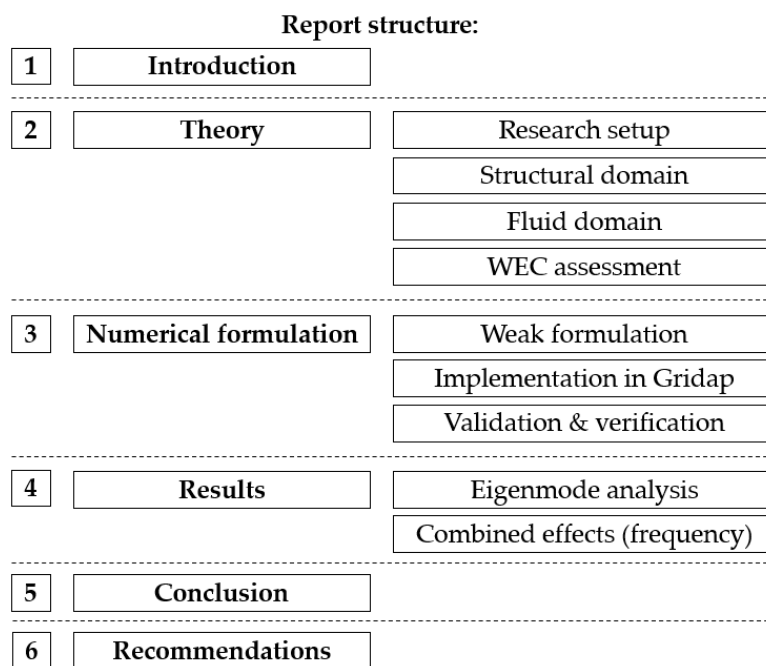 Report structure:
1 Introduction
2 Theory Research setup
Structural domain
Fluid domain
WEC assessment
3 Numerical formulation Weak formulation
Implementation in Gridap
Validation & verification
4 Results Eigenmode analysis
Combined effects (frequency)
5 Conclusion
6 Recommendations